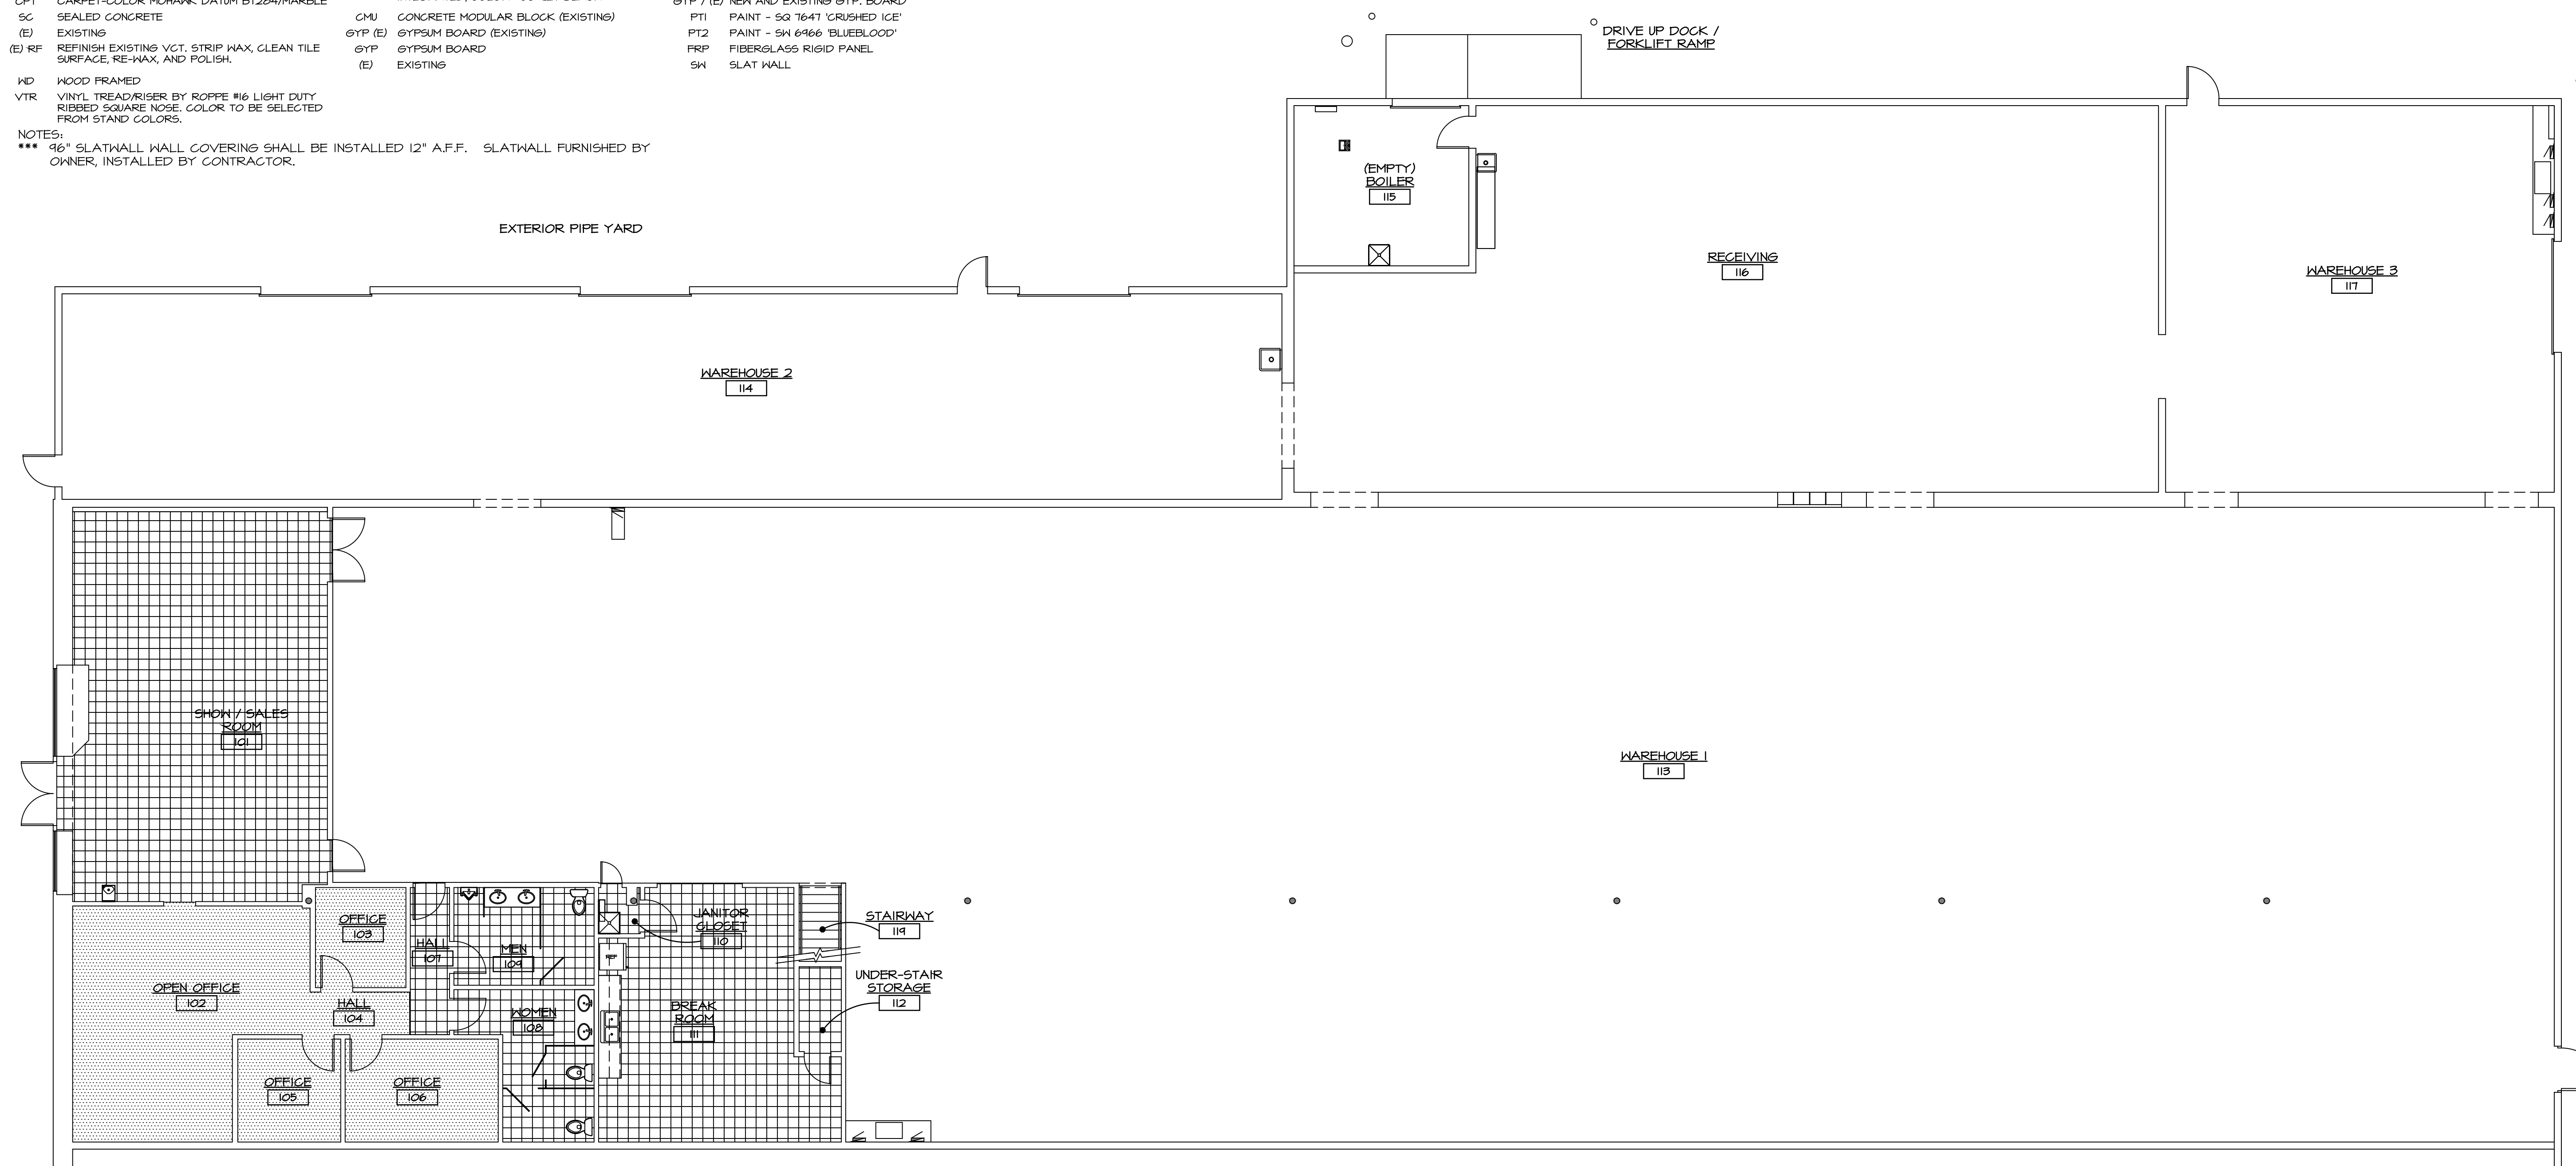 CPT CARPET-COLOR MOHAWK DATUM BT284/MARBLE
SC SEALED CONCRETE
(E) EXISTING
(E) RF REFINISH EXISTING VCT. STRIP WAX, CLEAN TILE
SURFACE, RE-WAX, AND POLISH.
WD WOOD FRAMED
VTR VINYL TREAD/RISER BY ROPPE #16 LIGHT DUTY
RIBBED SQUARE NOSE. COLOR TO BE SELECTED
FROM STAND COLORS.
CMU CONCRETE MODULAR BLOCK (EXISTING)
GYP (E) GYPSUM BOARD (EXISTING)
GYP GYPSUM BOARD
(E) EXISTING
GYP / (E) NEW AND EXISTING GYP. BOARD
PT1 PAINT - SQ 7647 'CRUSHED ICE'
PT2 PAINT - SW 6966 'BLUEBLOOD'
FRP FIBERGLASS RIGID PANEL
SW SLAT WALL
NOTES:
*** 96" SLATWALL WALL COVERING SHALL BE INSTALLED 12" A.F.F. SLATWALL FURNISHED BY
OWNER, INSTALLED BY CONTRACTOR.
DRIVE UP DOCK /
FORKLIFT RAMP
EXTERIOR PIPE YARD
(EMPTY)
BOILER
115
RECEIVING
116
WAREHOUSE 3
117
WAREHOUSE 2
114
SHOW / SALES
ROOM
101
WAREHOUSE 1
113
OFFICE
103
HALL
107
MEN
109
JANITOR
CLOSET
110
STAIRWAY
119
REF
OPEN OFFICE
102
HALL
104
WOMEN
108
BREAK
ROOM
111
UNDER-STAIR
STORAGE
112
OFFICE
105
OFFICE
106